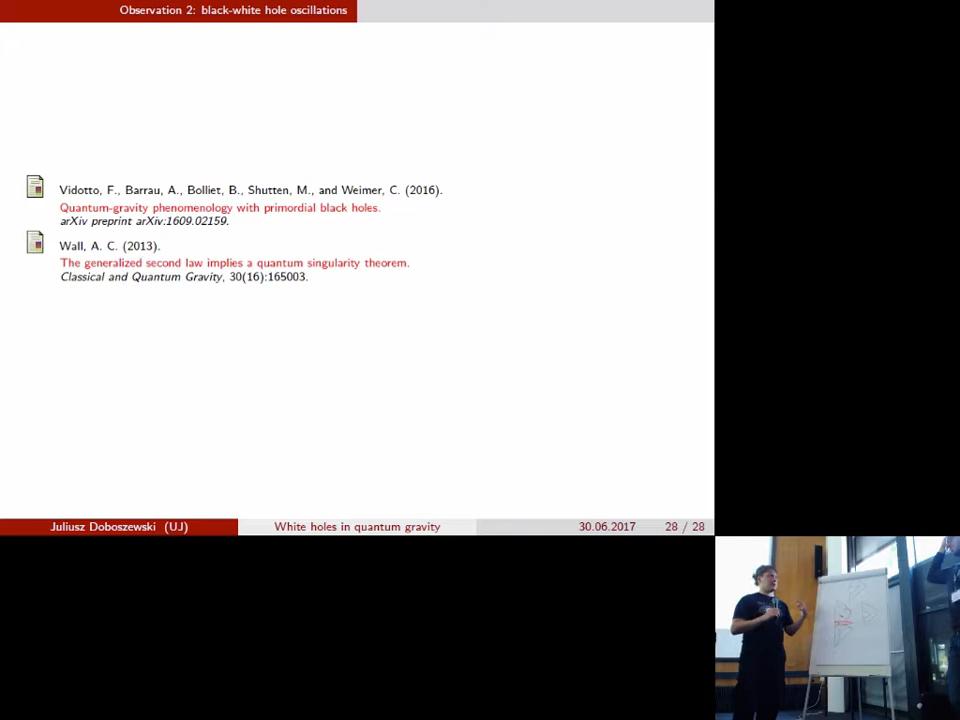 Observation 2: black-white hole oscillations
Vidotto, F., Barrau, A., Bolliet, B., Shutten, M., and Weimer, C. (2016).
Quantum-gravity phenomenology with primordial black holes.
arXiv preprint arXiv:1609.02159.
Wall, A. C. (2013).
The generalized second law implies a quantum singularity theorem.
Classical and Quantum Gravity, 30(16):165003.
Juliusz Doboszewski (UJ)
White holes in quantum gravity
30.06.2017
28 / 28